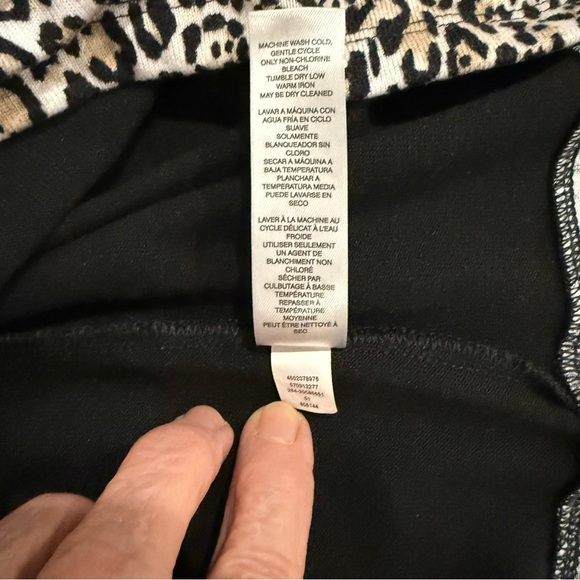 MACHINE WASH COLD,
GENTLE CYCLE
ONLY NON-CHLORINE
BLEACH
TUMBLE DRY LOW
WARM IRON
MAY BE DRY CLEANED
LAVAR A MÁQUINA CON
AGUA FRÍA EN CICLO
SUAVE
SOLAMENTE
BLANQUEADOR SIN
CLORO
SECAR A MÁQUINA A
BAJA TEMPERATURA
PLANCHAR A
TEMPERATURA MEDIA
PUEDE LAVARSE EN
SECO
LAVER À LA MACHINE AU
CYCLE DÉLICAT À L'EAU
FROIDE
UTILISER SEULEMENT
UN AGENT DE
BLANCHIMENT NON
CHLORÉ
SÉCHER PAR
CULBUTAGE À BASSE
TEMPÉRATURE
REPASSER À
TEMPÉRATURE
MOYENNE
PEUT ÊTRE NETTOYÉ À
SEC
4502078976
570913277
51